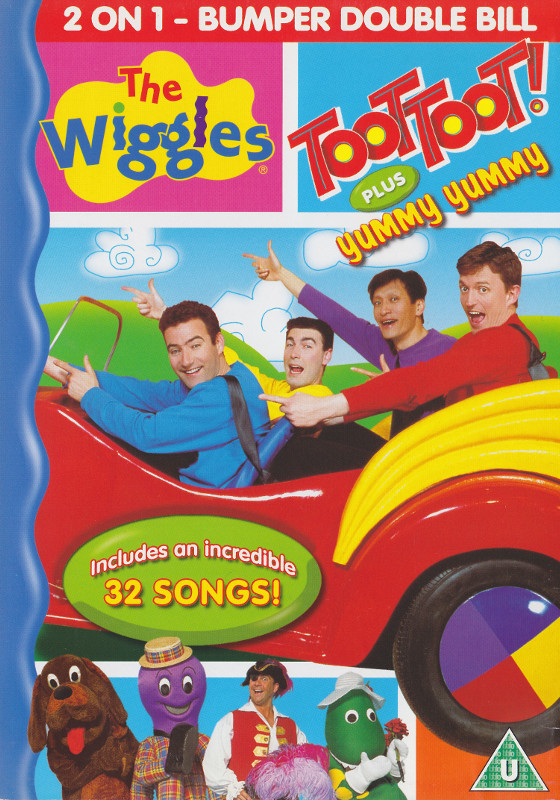 2 ON 1 - BUMPER DOUBLE BILL
The
Wiggles
®
TOOT TOOT!
PLUS
YUMMY YUMMY
Includes an incredible
32 SONGS!
U